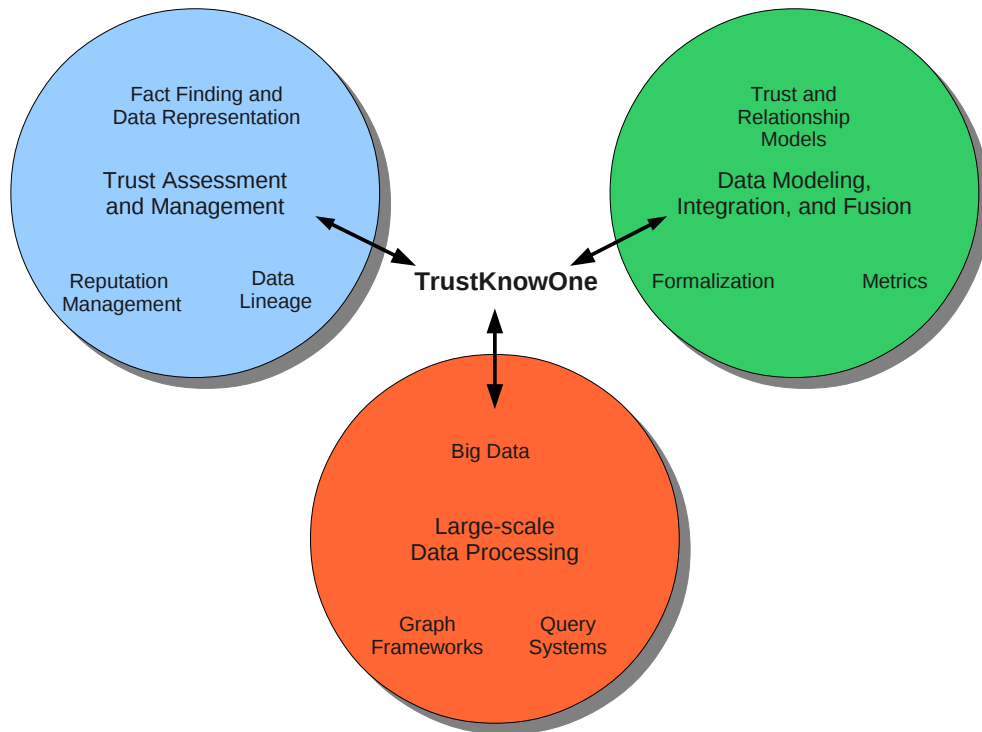 Fact Finding and
Data Representation
Trust Assessment
and Management
Reputation
Management
Data
Lineage
Trust and
Relationship
Models
Data Modeling,
Integration, and Fusion
Formalization
Metrics
TrustKnowOne
Big Data
Large-scale
Data Processing
Graph
Frameworks
Query
Systems